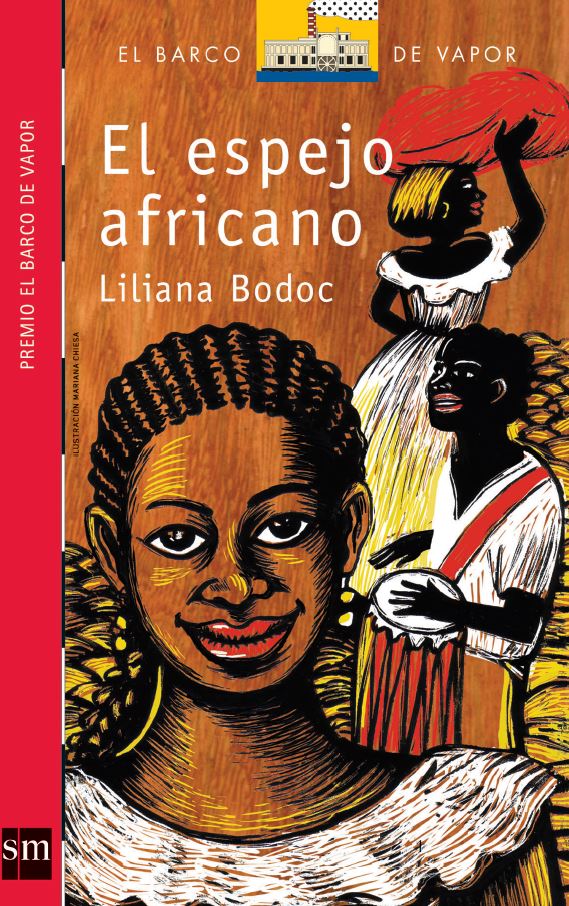 EL BARCO DE VAPOR
El espejo
africano
Liliana Bodoc
PREMIO EL BARCO DE VAPOR
ILUSTRACIÓN MARIANA CHIESA
sm